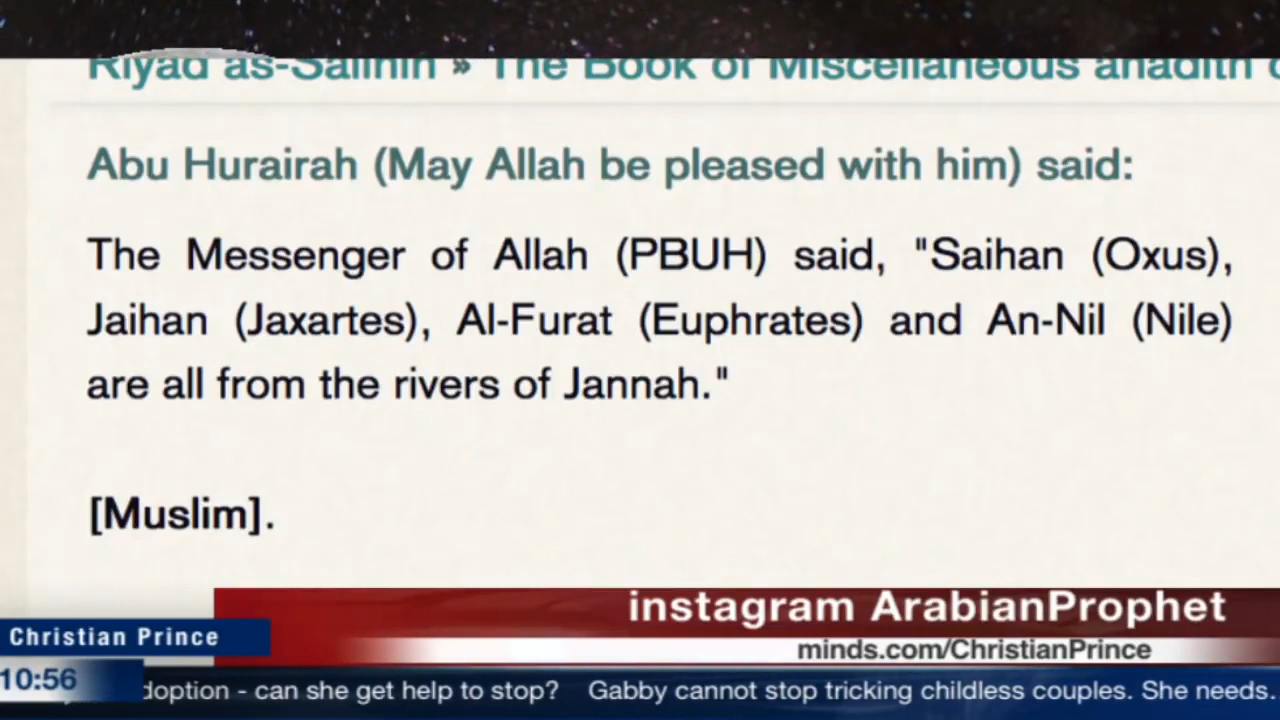 Riyad as-Salihin » The Book of Miscellaneous ahadith
Abu Hurairah (May Allah be pleased with him) said:
The Messenger of Allah (PBUH) said, "Saihan (Oxus),
Jaihan (Jaxartes), Al-Furat (Euphrates) and An-Nil (Nile)
are all from the rivers of Jannah."
[Muslim].
instagram ArabianProphet
Christian Prince
minds.com/ChristianPrince
10:56
doption - can she get help to stop? Gabby cannot stop tricking childless couples. She needs.